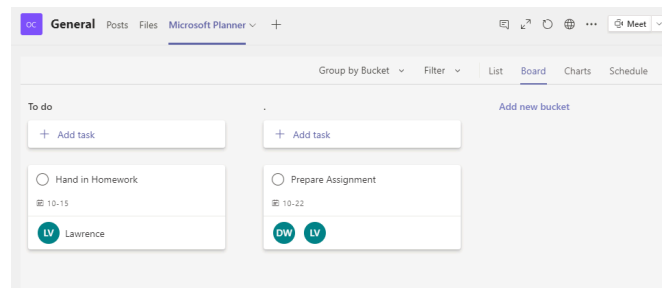 OC General Posts Files Microsoft Planner
Meet
Group by Bucket Filter List Board Charts Schedule
To do
.
Add new bucket
+ Add task
+ Add task
Hand in Homework
10-15
LV Lawrence
Prepare Assignment
10-22
DW LV